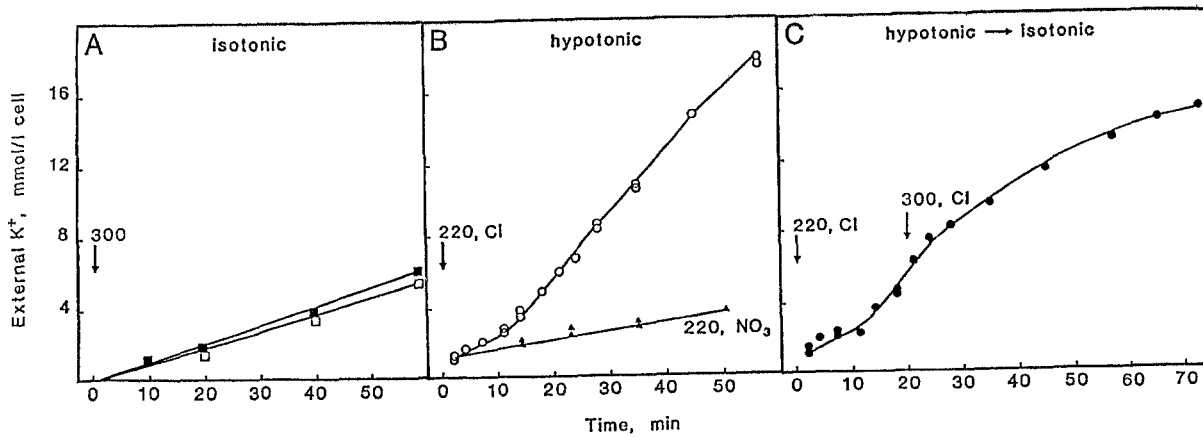 A
isotonic
B
hypotonic
C
hypotonic → isotonic
External K⁺, mmol/l cell
16
12
8
4
0
300
220, Cl
220, NO₃
220, Cl
300, Cl
0 10 20 30 40 50
0 10 20 30 40 50
0 10 20 30 40 50 60 70
Time, min